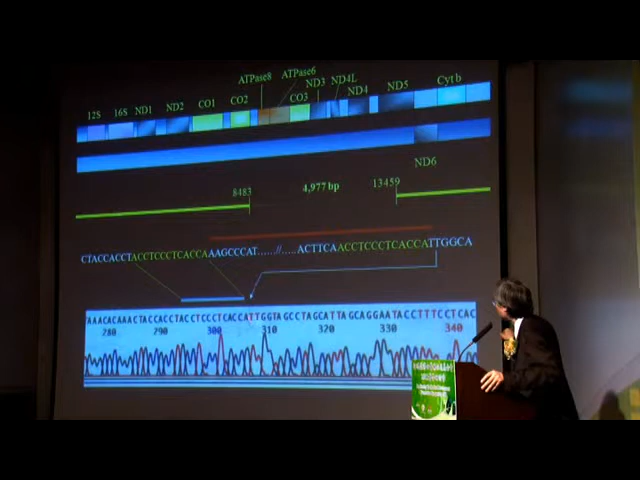 ATPase8 ATPase6
12S 16S ND1 ND2 CO1 CO2 CO3 ND3 ND4L ND4 ND5 Cyt b
ND6
8483 4,977 bp 13459
CTACCACCTACCTCCCTCACCAAAGCCCAT......//......ACTTCAACCTCCCTCACCATTGGCA
AAACACAAACTACCACCTACCTCCCTCACCATTGGTAGCCTAGCATTAGCAGGAATACCTTTCCTCAC
280 290 300 310 320 330 340